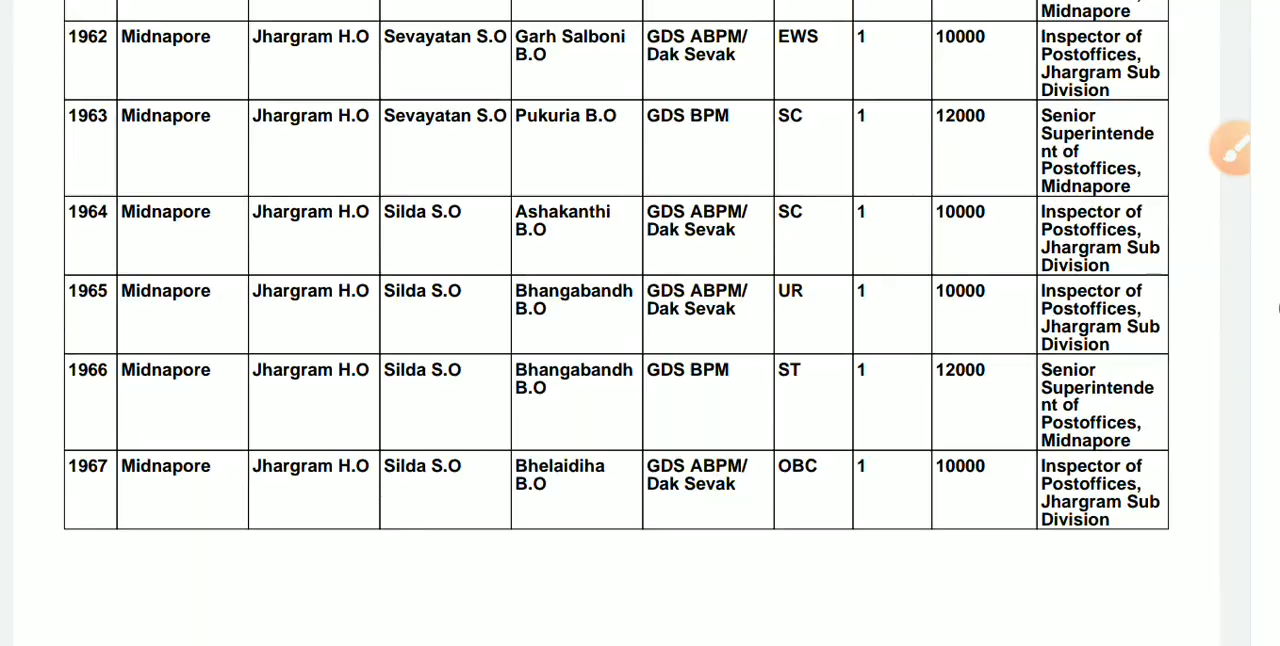 Midnapore
1962 Midnapore Jhargram H.O Sevayatan S.O Garh Salboni GDS ABPM/ EWS 1 10000 Inspector of
B.O Dak Sevak Postoffices,
Jhargram Sub
Division
1963 Midnapore Jhargram H.O Sevayatan S.O Pukuria B.O GDS BPM SC 1 12000 Senior
Superintende
nt of
Postoffices,
Midnapore
1964 Midnapore Jhargram H.O Silda S.O Ashakanthi GDS ABPM/ SC 1 10000 Inspector of
B.O Dak Sevak Postoffices,
Jhargram Sub
Division
1965 Midnapore Jhargram H.O Silda S.O Bhangabandh GDS ABPM/ UR 1 10000 Inspector of
B.O Dak Sevak Postoffices,
Jhargram Sub
Division
1966 Midnapore Jhargram H.O Silda S.O Bhangabandh GDS BPM ST 1 12000 Senior
B.O Superintende
nt of
Postoffices,
Midnapore
1967 Midnapore Jhargram H.O Silda S.O Bhelaidiha GDS ABPM/ OBC 1 10000 Inspector of
B.O Dak Sevak Postoffices,
Jhargram Sub
Division